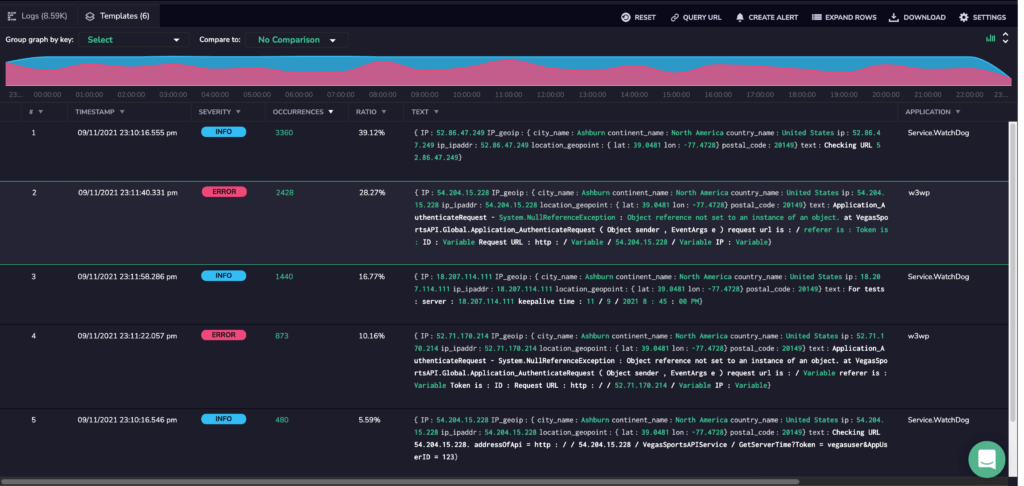 Logs (8.59K) Templates (6) RESET QUERY URL CREATE ALERT EXPAND ROWS DOWNLOAD SETTINGS
Group graph by key: Select Compare to: No Comparison
23... 00:00:00 01:00:00 02:00:00 03:00:00 04:00:00 05:00:00 06:00:00 07:00:00 08:00:00 09:00:00 10:00:00 11:00:00 12:00:00 13:00:00 14:00:00 15:00:00 16:00:00 17:00:00 18:00:00 19:00:00 20:00:00 21:00:00 22:00:00 23:...
# TIMESTAMP SEVERITY OCCURRENCES RATIO TEXT APPLICATION
1 09/11/2021 23:10:16.555 pm INFO 3360 39.12% { IP : 52.86.47.249 IP_geoip : { city_name : Ashburn continent_name : North America country_name : United States ip : 52.86.4 Service.WatchDog
7.249 ip_ipaddr : 52.86.47.249 location_geopoint : { lat : 39.0481 lon : -77.4728} postal_code : 20149} text : Checking URL 5
2.86.47.249}
2 09/11/2021 23:11:40.331 pm ERROR 2428 28.27% { IP : 54.204.15.228 IP_geoip : { city_name : Ashburn continent_name : North America country_name : United States ip : 54.204. w3wp
15.228 ip_ipaddr : 54.204.15.228 location_geopoint : { lat : 39.0481 lon : -77.4728} postal_code : 20149} text : Application_A
uthenticateRequest - System.NullReferenceException : Object reference not set to an instance of an object. at VegasSpo
rtsAPI.Global.Application_AuthenticateRequest ( Object sender , EventArgs e ) request url is : / referer is : Token is
: ID : Variable Request URL : http : / Variable / 54.204.15.228 / Variable IP : Variable}
3 09/11/2021 23:11:58.286 pm INFO 1440 16.77% { IP : 18.207.114.111 IP_geoip : { city_name : Ashburn continent_name : North America country_name : United States ip : 18.20 Service.WatchDog
7.114.111 ip_ipaddr : 18.207.114.111 location_geopoint : { lat : 39.0481 lon : -77.4728} postal_code : 20149} text : For tests
: server : 18.207.114.111 keepalive time : 11 / 9 / 2021 8 : 45 : 00 PM}
4 09/11/2021 23:11:22.057 pm ERROR 873 10.16% { IP : 52.71.170.214 IP_geoip : { city_name : Ashburn continent_name : North America country_name : United States ip : 52.71.1 w3wp
70.214 ip_ipaddr : 52.71.170.214 location_geopoint : { lat : 39.0481 lon : -77.4728} postal_code : 20149} text : Application_A
uthenticateRequest - System.NullReferenceException : Object reference not set to an instance of an object. at VegasSpo
rtsAPI.Global.Application_AuthenticateRequest ( Object sender , EventArgs e ) request url is : / Variable referer is :
Variable Token is : ID : Request URL : http : / / 52.71.170.214 / Variable IP : Variable}
5 09/11/2021 23:10:16.546 pm INFO 480 5.59% { IP : 54.204.15.228 IP_geoip : { city_name : Ashburn continent_name : North America country_name : United States ip : 54.204. Service.WatchDog
15.228 ip_ipaddr : 54.204.15.228 location_geopoint : { lat : 39.0481 lon : -77.4728} postal_code : 20149} text : Checking URL
54.204.15.228. addressOfApi = http : / / 54.204.15.228 / VegasSportsAPIService / GetServerTime?Token = vegasuser&AppUs
erID = 123}